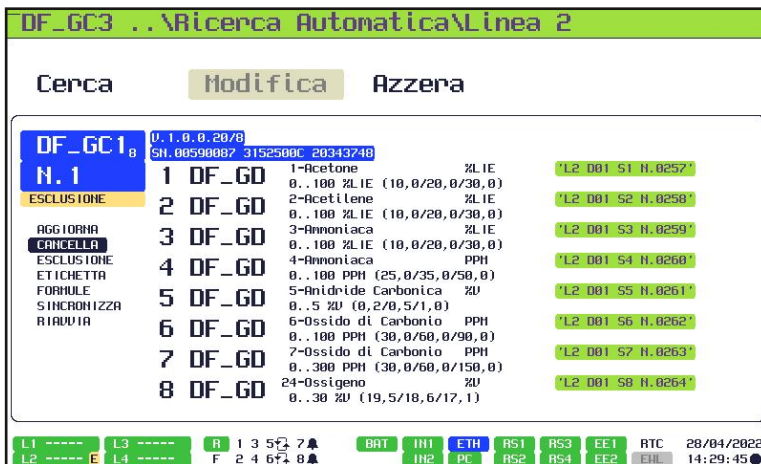 DF_GC3 ..\Ricerca Automatica\Linea 2
Cerca Modifica Azzera
DF_GC1 8 V.1.0.0.20/8
SN.00590087 3152500C 20343748
N.1
ESCLUSIONE
AGGIORNA
CANCELLA
ESCLUSIONE
ETICHETTA
FORMULE
SINCRONIZZA
RIAVVIA
1 DF_GD 1-Acetone %LIE 'L2 D01 S1 N.0257'
0..100 %LIE (10,0/20,0/30,0)
2 DF_GD 2-Acetilene %LIE 'L2 D01 S2 N.0258'
0..100 %LIE (10,0/20,0/30,0)
3 DF_GD 3-Ammoniaca %LIE 'L2 D01 S3 N.0259'
0..100 %LIE (10,0/20,0/30,0)
4 DF_GD 4-Ammoniaca PPM 'L2 D01 S4 N.0260'
0..100 PPM (25,0/35,0/50,0)
5 DF_GD 5-Anidride Carbonica %V 'L2 D01 S5 N.0261'
0..5 %V (0,2/0,5/1,0)
6 DF_GD 6-Ossido di Carbonio PPM 'L2 D01 S6 N.0262'
0..100 PPM (30,0/60,0/90,0)
7 DF_GD 7-Ossido di Carbonio PPM 'L2 D01 S7 N.0263'
0..300 PPM (30,0/60,0/150,0)
8 DF_GD 24-Ossigeno %V 'L2 D01 S8 N.0264'
0..30 %V (19,5/18,6/17,1)
L1 ----- L3 ----- R 1 3 5 7 BAT IN1 ETH RS1 RS3 EE1 RTC 28/04/2022
L2 ----- E L4 ----- F 2 4 6 8 IN2 PC RS2 RS4 EE2 EWL 14:29:45